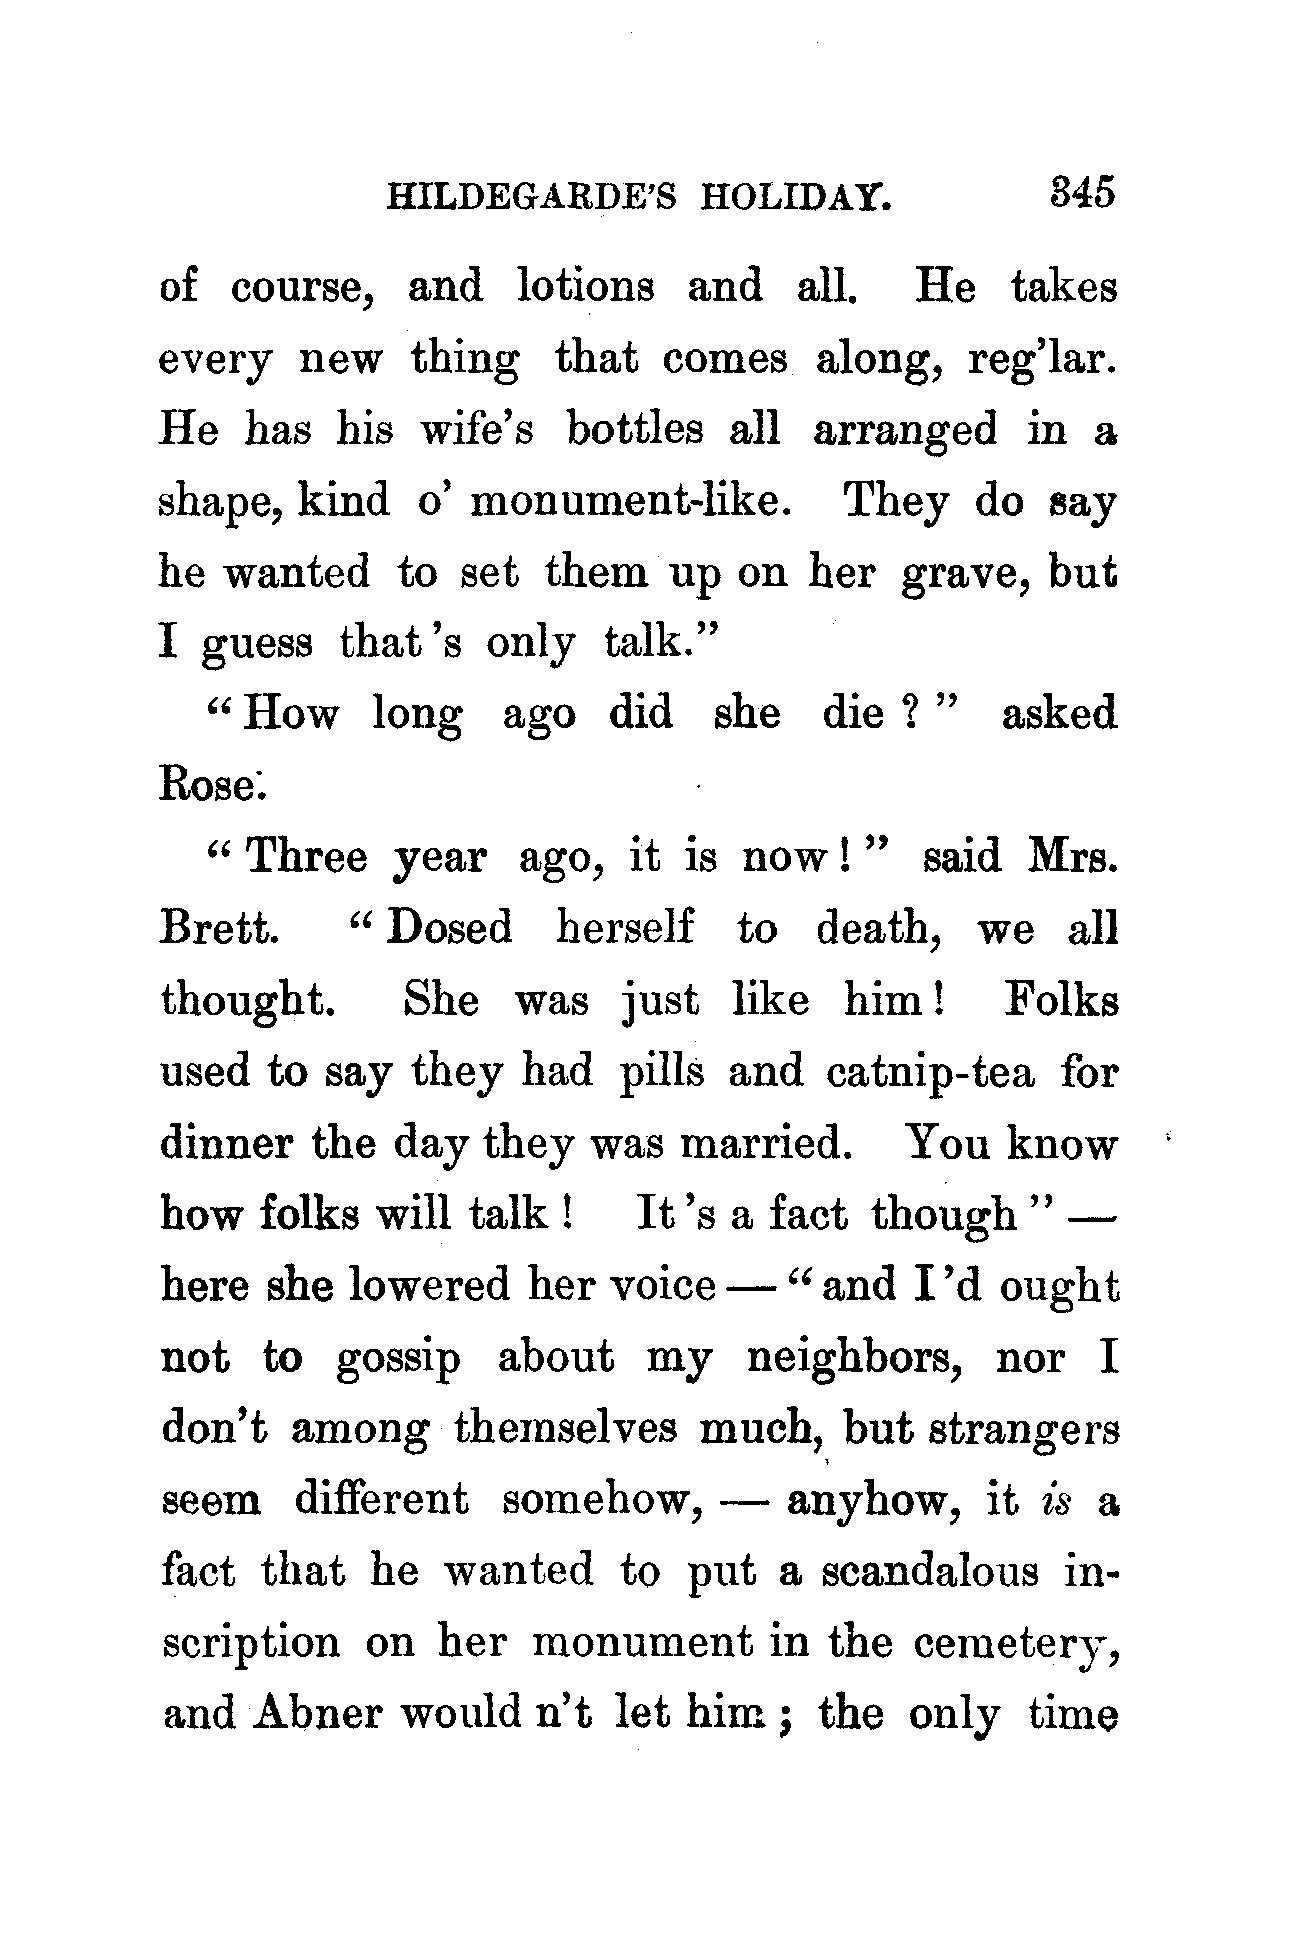 HILDEGARDE'S HOLIDAY. 345
of course, and lotions and all. He takes
every new thing that comes along, reg'lar.
He has his wife's bottles all arranged in a
shape, kind o' monument-like. They do say
he wanted to set them up on her grave, but
I guess that 's only talk."
" How long ago did she die ? " asked
Rose.
" Three year ago, it is now ! " said Mrs.
Brett. " Dosed herself to death, we all
thought. She was just like him ! Folks
used to say they had pills and catnip-tea for
dinner the day they was married. You know
how folks will talk ! It 's a fact though " —
here she lowered her voice — " and I 'd ought
not to gossip about my neighbors, nor I
don't among themselves much, but strangers
seem different somehow, — anyhow, it is a
fact that he wanted to put a scandalous in-
scription on her monument in the cemetery,
and Abner would n't let him ; the only time